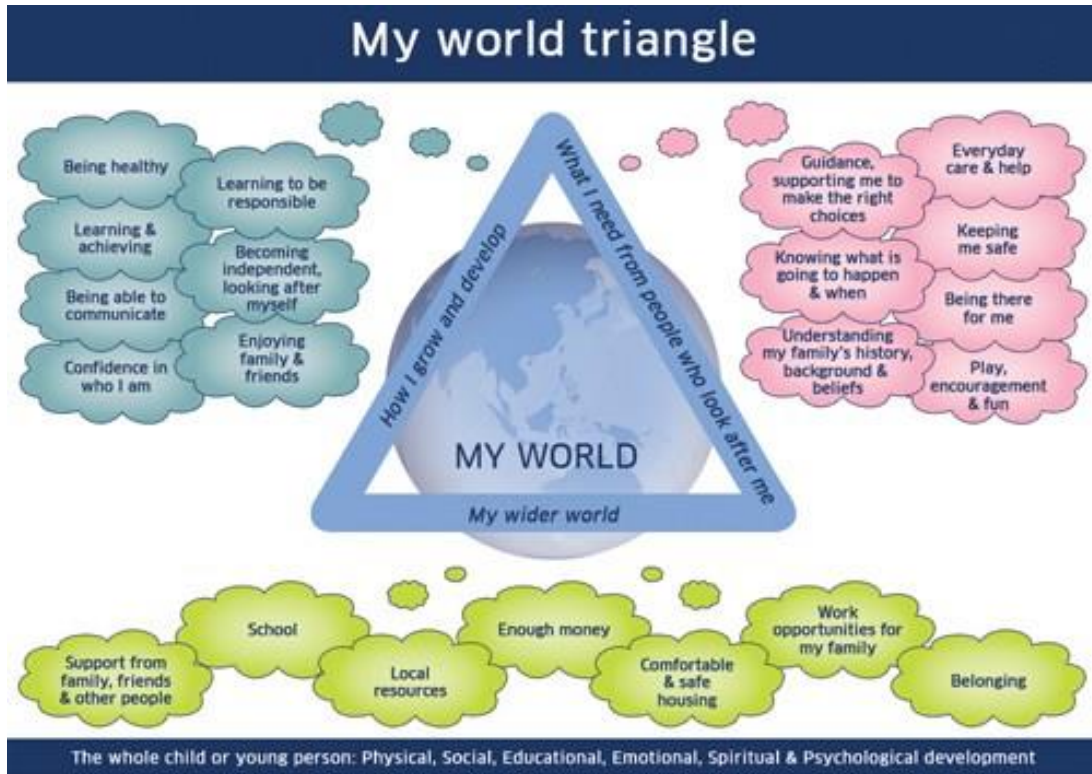 My world triangle
Being healthy
Learning to be
responsible
Learning &
achieving
Becoming
independent,
looking after
myself
Being able to
communicate
Enjoying
family &
friends
Confidence in
who I am
How I grow and develop
What I need from people who look after me
MY WORLD
My wider world
Guidance,
supporting me to
make the right
choices
Everyday
care & help
Keeping
me safe
Knowing what is
going to happen
& when
Being there
for me
Understanding
my family's history,
background &
beliefs
Play,
encouragement
& fun
Support from
family, friends
& other people
School
Local
resources
Enough money
Comfortable
& safe
housing
Work
opportunities for
my family
Belonging
The whole child or young person: Physical, Social, Educational, Emotional, Spiritual & Psychological development